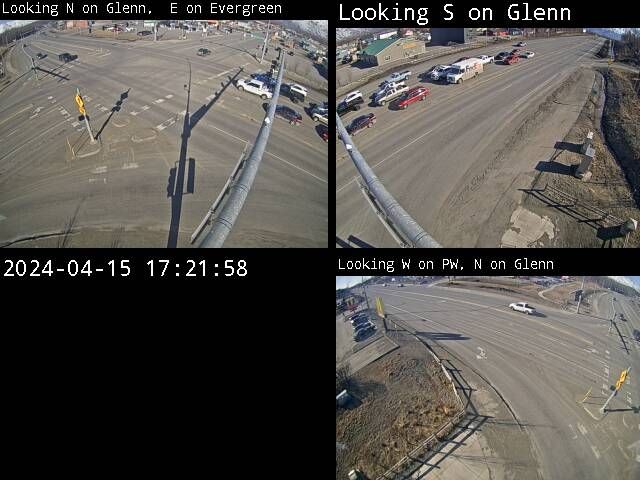 Looking N on Glenn,  E on Evergreen
Looking S on Glenn
2024-04-15 17:21:58
Looking W on PW, N on Glenn